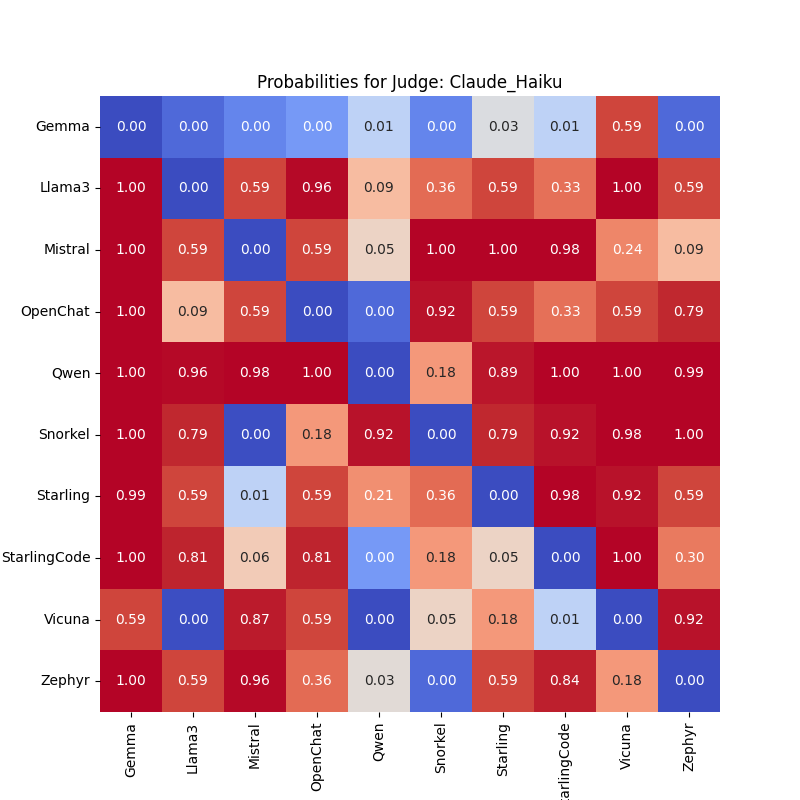 Probabilities for Judge: Claude_Haiku
Gemma 0.00 0.00 0.00 0.00 0.01 0.00 0.03 0.01 0.59 0.00
Llama3 1.00 0.00 0.59 0.96 0.09 0.36 0.59 0.33 1.00 0.59
Mistral 1.00 0.59 0.00 0.59 0.05 1.00 1.00 0.98 0.24 0.09
OpenChat 1.00 0.09 0.59 0.00 0.00 0.92 0.59 0.33 0.59 0.79
Qwen 1.00 0.96 0.98 1.00 0.00 0.18 0.89 1.00 1.00 0.99
Snorkel 1.00 0.79 0.00 0.18 0.92 0.00 0.79 0.92 0.98 1.00
Starling 0.99 0.59 0.01 0.59 0.21 0.36 0.00 0.98 0.92 0.59
StarlingCode 1.00 0.81 0.06 0.81 0.00 0.18 0.05 0.00 1.00 0.30
Vicuna 0.59 0.00 0.87 0.59 0.00 0.05 0.18 0.01 0.00 0.92
Zephyr 1.00 0.59 0.96 0.36 0.03 0.00 0.59 0.84 0.18 0.00
Gemma Llama3 Mistral OpenChat Qwen Snorkel Starling arlingCode Vicuna Zephyr